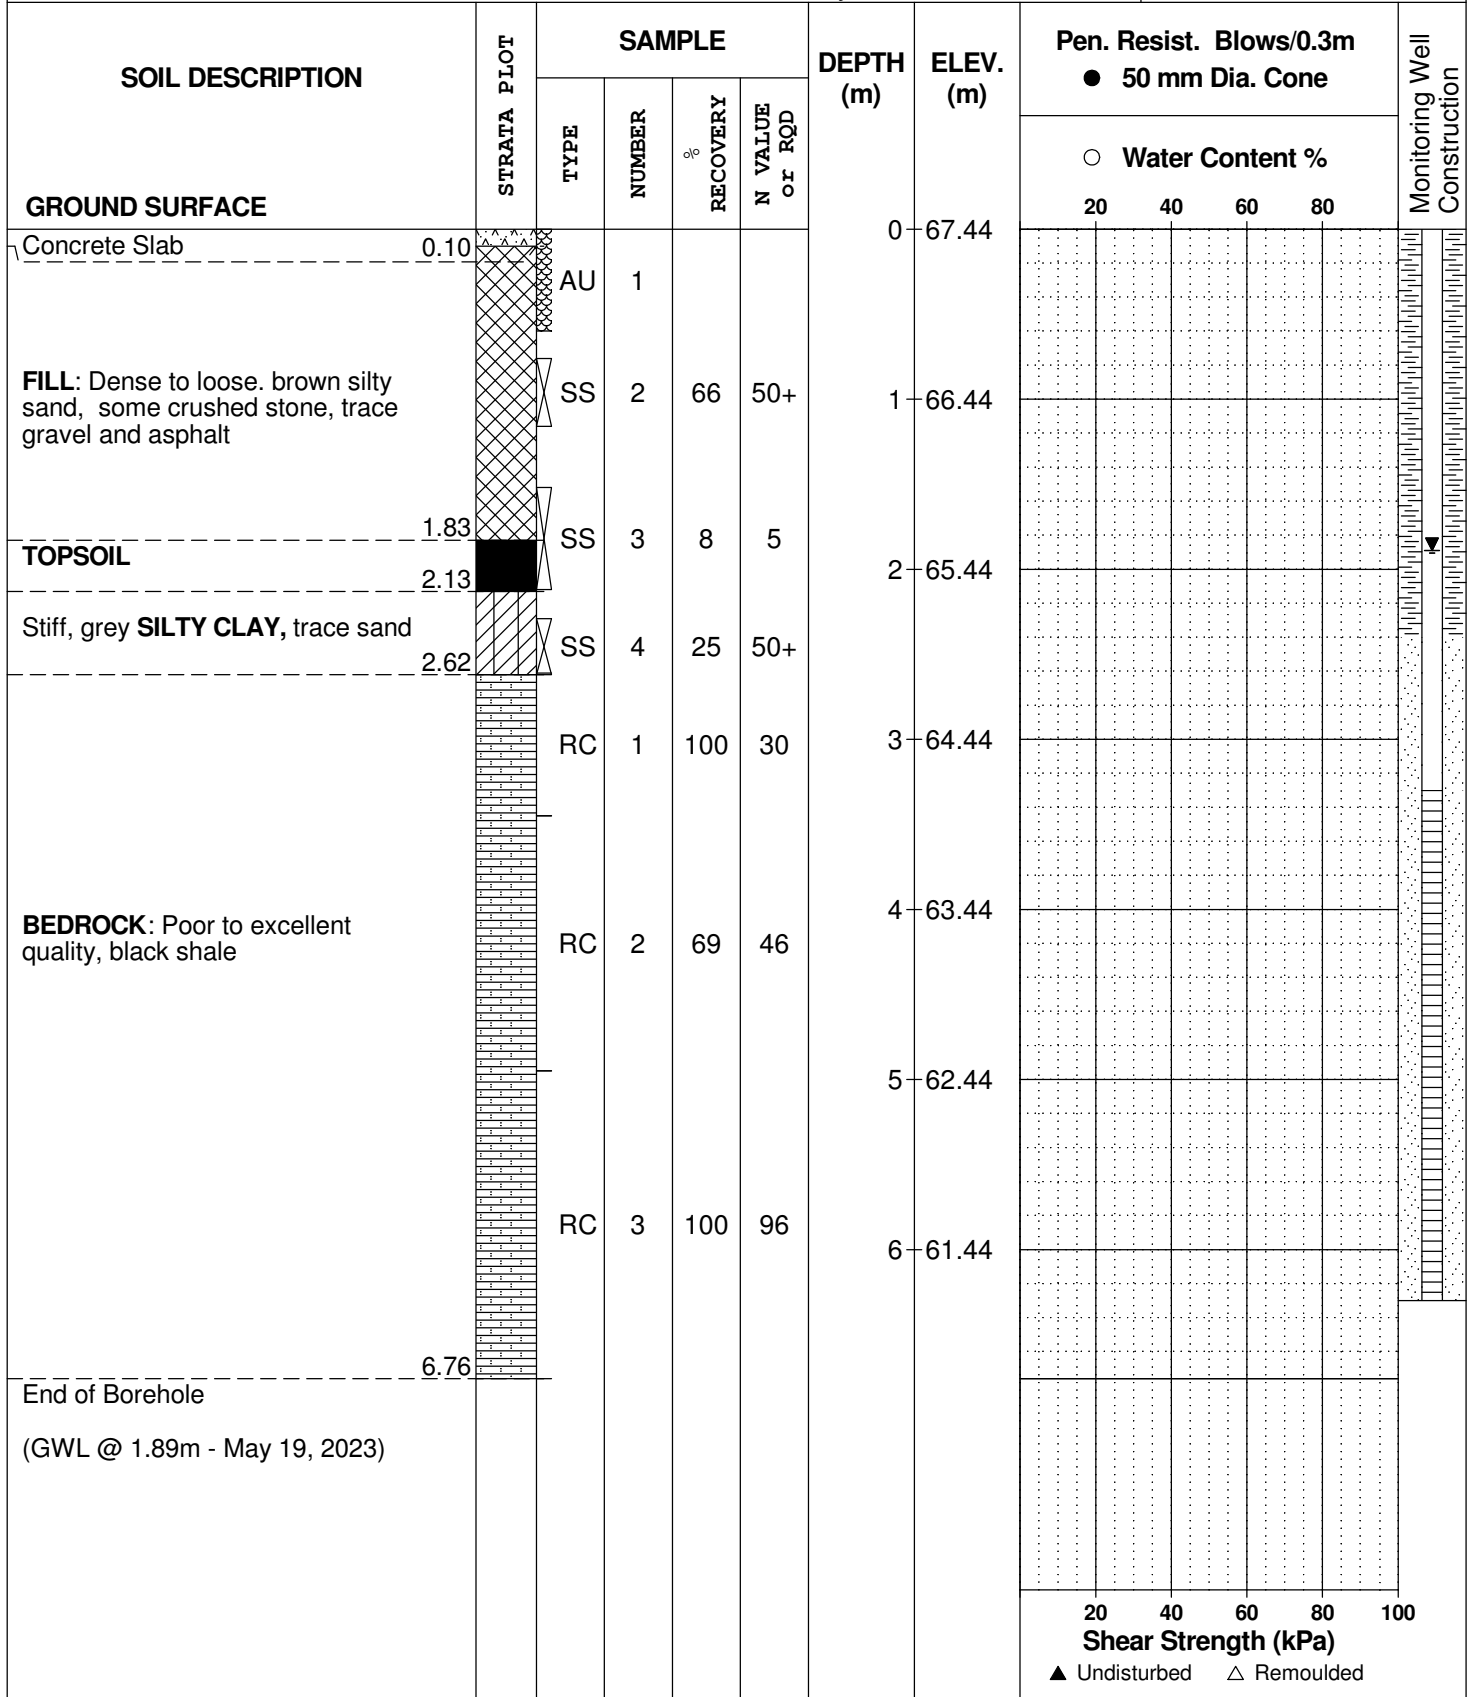 SOIL DESCRIPTION
GROUND SURFACE
STRATA PLOT
SAMPLE
TYPE
NUMBER
% RECOVERY
N VALUE or RQD
DEPTH (m)
ELEV. (m)
Pen. Resist. Blows/0.3m
● 50 mm Dia. Cone
○ Water Content %
20 40 60 80
Monitoring Well Construction
0 67.44
Concrete Slab 0.10
AU 1
FILL: Dense to loose. brown silty
sand, some crushed stone, trace
gravel and asphalt
SS 2 66 50+
1 66.44
1.83
SS 3 8 5
TOPSOIL
2.13
2 65.44
Stiff, grey SILTY CLAY, trace sand
2.62
SS 4 25 50+
RC 1 100 30
3 64.44
BEDROCK: Poor to excellent
quality, black shale
4 63.44
RC 2 69 46
5 62.44
RC 3 100 96
6 61.44
6.76
End of Borehole
(GWL @ 1.89m - May 19, 2023)
20 40 60 80 100
Shear Strength (kPa)
▲ Undisturbed △ Remoulded